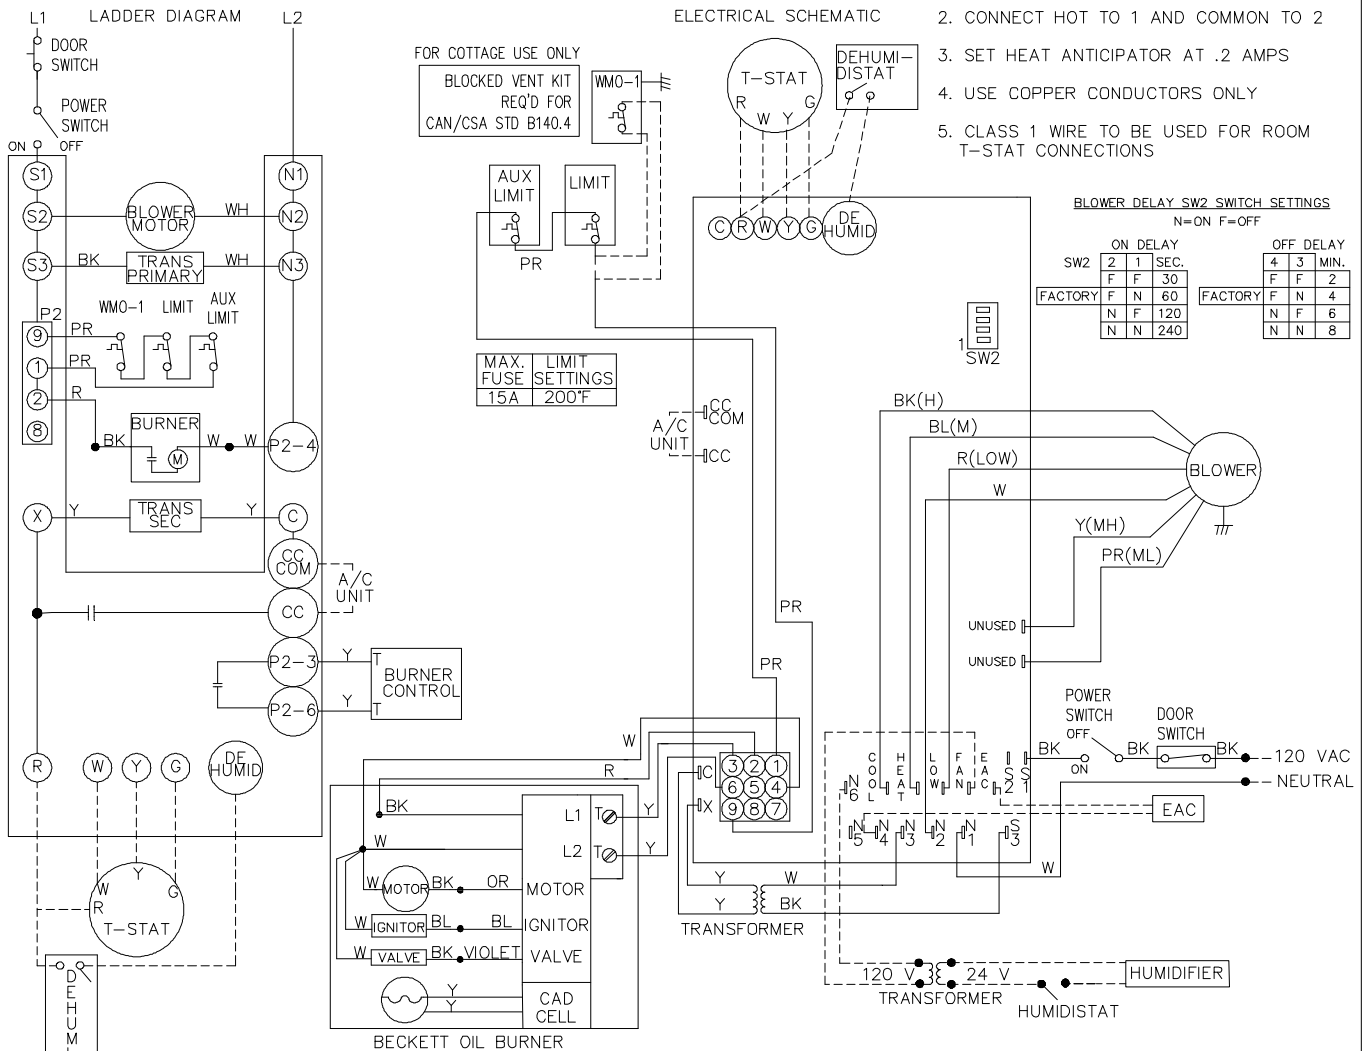 LADDER DIAGRAM
L1
L2
DOOR
SWITCH
POWER
SWITCH
ON
OFF
S1
N1
S2
BLOWER
MOTOR
WH
N2
S3
BK
TRANS
PRIMARY
WH
N3
P2
WMO-1
LIMIT
AUX
LIMIT
9
PR
1
PR
2
R
8
BURNER
BK
M
W
W
P2-4
X
Y
TRANS
SEC
Y
C
CC
COM
A/C
UNIT
CC
P2-3
Y
T
BURNER
CONTROL
P2-6
Y
T
R
W
Y
G
DE
HUMID
W
Y
G
R
T-STAT
DEHUM
ELECTRICAL SCHEMATIC
FOR COTTAGE USE ONLY
BLOCKED VENT KIT
REQ'D FOR
CAN/CSA STD B140.4
WMO-1
AUX
LIMIT
LIMIT
PR
MAX.
FUSE
LIMIT
SETTINGS
15A
200°F
T-STAT
R
W
Y
G
DEHUMI-
DISTAT
C
R
W
Y
G
DE
HUMID
2. CONNECT HOT TO 1 AND COMMON TO 2
3. SET HEAT ANTICIPATOR AT .2 AMPS
4. USE COPPER CONDUCTORS ONLY
5. CLASS 1 WIRE TO BE USED FOR ROOM
T-STAT CONNECTIONS
BLOWER DELAY SW2 SWITCH SETTINGS
N=ON F=OFF
ON DELAY
SW2 2 1 SEC.
F F 30
FACTORY F N 60
N F 120
N N 240
OFF DELAY
4 3 MIN.
F F 2
FACTORY F N 4
N F 6
N N 8
1
SW2
A/C
UNIT
CC
COM
CC
BK(H)
BL(M)
R(LOW)
W
Y(MH)
PR(ML)
BLOWER
UNUSED
UNUSED
PR
PR
POWER
SWITCH
OFF
ON
DOOR
SWITCH
BK
BK
BK
120 VAC
NEUTRAL
EAC
W
W
R
C
X
3 2 1
6 5 4
9 8 7
N6
COOL
HEAT
LOW
FAN
EAC
S2
S1
N5
N4
N3
N2
N1
S3
BK
L1
T
Y
W
L2
T
Y
W
MOTOR
BK
OR
MOTOR
W
IGNITOR
BL
BL
IGNITOR
W
VALVE
BK
VIOLET
VALVE
Y
Y
CAD
CELL
BECKETT OIL BURNER
Y
W
Y
BK
TRANSFORMER
120 V
24 V
TRANSFORMER
HUMIDISTAT
HUMIDIFIER